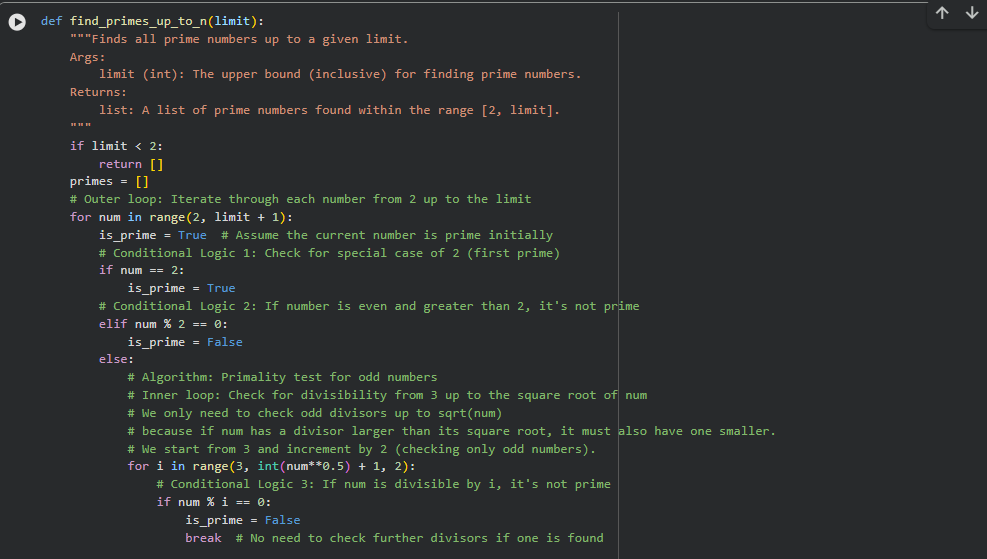 def find_primes_up_to_n(limit):
    """Finds all prime numbers up to a given limit.
    Args:
        limit (int): The upper bound (inclusive) for finding prime numbers.
    Returns:
        list: A list of prime numbers found within the range [2, limit].
    """
    if limit < 2:
        return []
    primes = []
    # Outer loop: Iterate through each number from 2 up to the limit
    for num in range(2, limit + 1):
        is_prime = True  # Assume the current number is prime initially
        # Conditional Logic 1: Check for special case of 2 (first prime)
        if num == 2:
            is_prime = True
        # Conditional Logic 2: If number is even and greater than 2, it's not prime
        elif num % 2 == 0:
            is_prime = False
        else:
            # Algorithm: Primality test for odd numbers
            # Inner loop: Check for divisibility from 3 up to the square root of num
            # We only need to check odd divisors up to sqrt(num)
            # because if num has a divisor larger than its square root, it must also have one smaller.
            # We start from 3 and increment by 2 (checking only odd numbers).
            for i in range(3, int(num**0.5) + 1, 2):
                # Conditional Logic 3: If num is divisible by i, it's not prime
                if num % i == 0:
                    is_prime = False
                    break  # No need to check further divisors if one is found